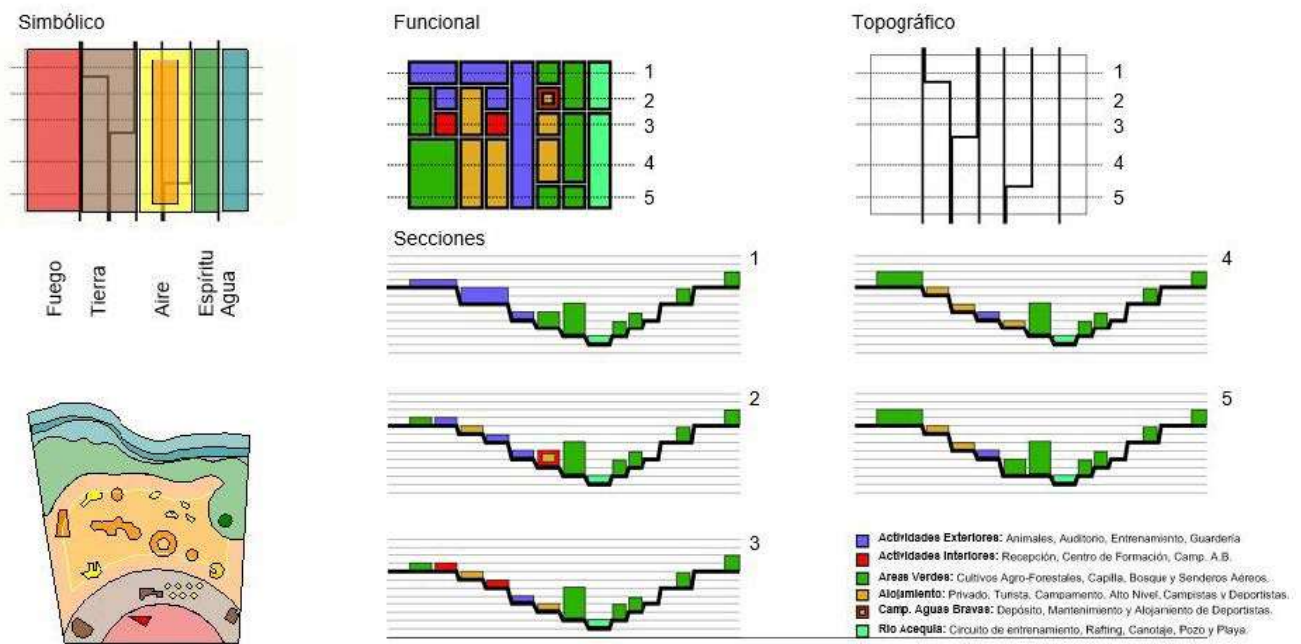 Simbólico
Fuego
Tierra
Aire
Espíritu
Agua
Funcional
1
2
3
4
5
Topográfico
1
2
3
4
5
Secciones
1
2
3
4
5
Actividades Exteriores: Animales, Auditorio, Entrenamiento, Guardería
Actividades Interiores: Recepción, Centro de Formación, Camp. A.B.
Areas Verdes: Cultivos Agro-Forestales, Capilla, Bosque y Senderos Aéreos.
Alojamiento: Privado, Turista, Campamento, Alto Nivel, Campistas y Deportistas.
Camp. Aguas Bravas: Depósito, Mantenimiento y Alojamiento de Deportistas.
Rio Acequia: Circuito de entrenamiento, Rafting, Canotaje, Pozo y Playa.